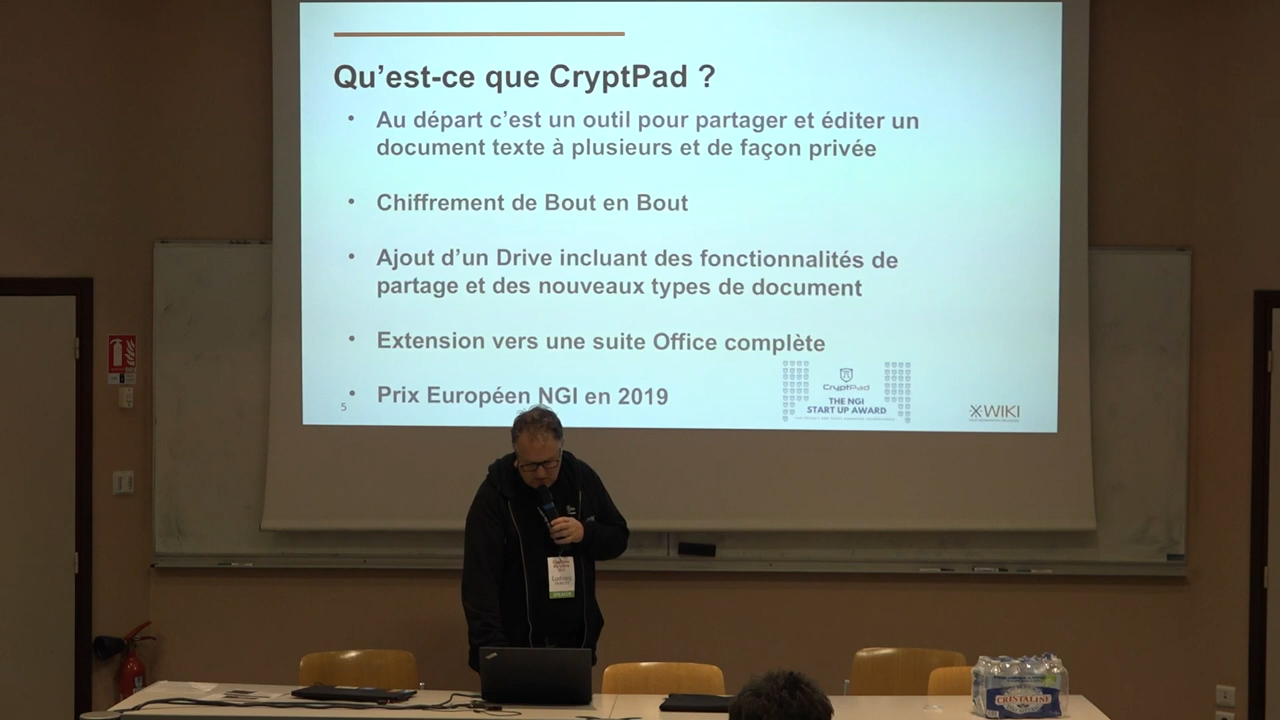 Qu'est-ce que CryptPad ?
• Au départ c'est un outil pour partager et éditer un
document texte à plusieurs et de façon privée
• Chiffrement de Bout en Bout
• Ajout d'un Drive incluant des fonctionnalités de
partage et des nouveaux types de document
• Extension vers une suite Office complète
• Prix Européen NGI en 2019
5
CryptPad
THE NGI
START UP AWARD
XWIKI
SPEAKER
CRISTALINE